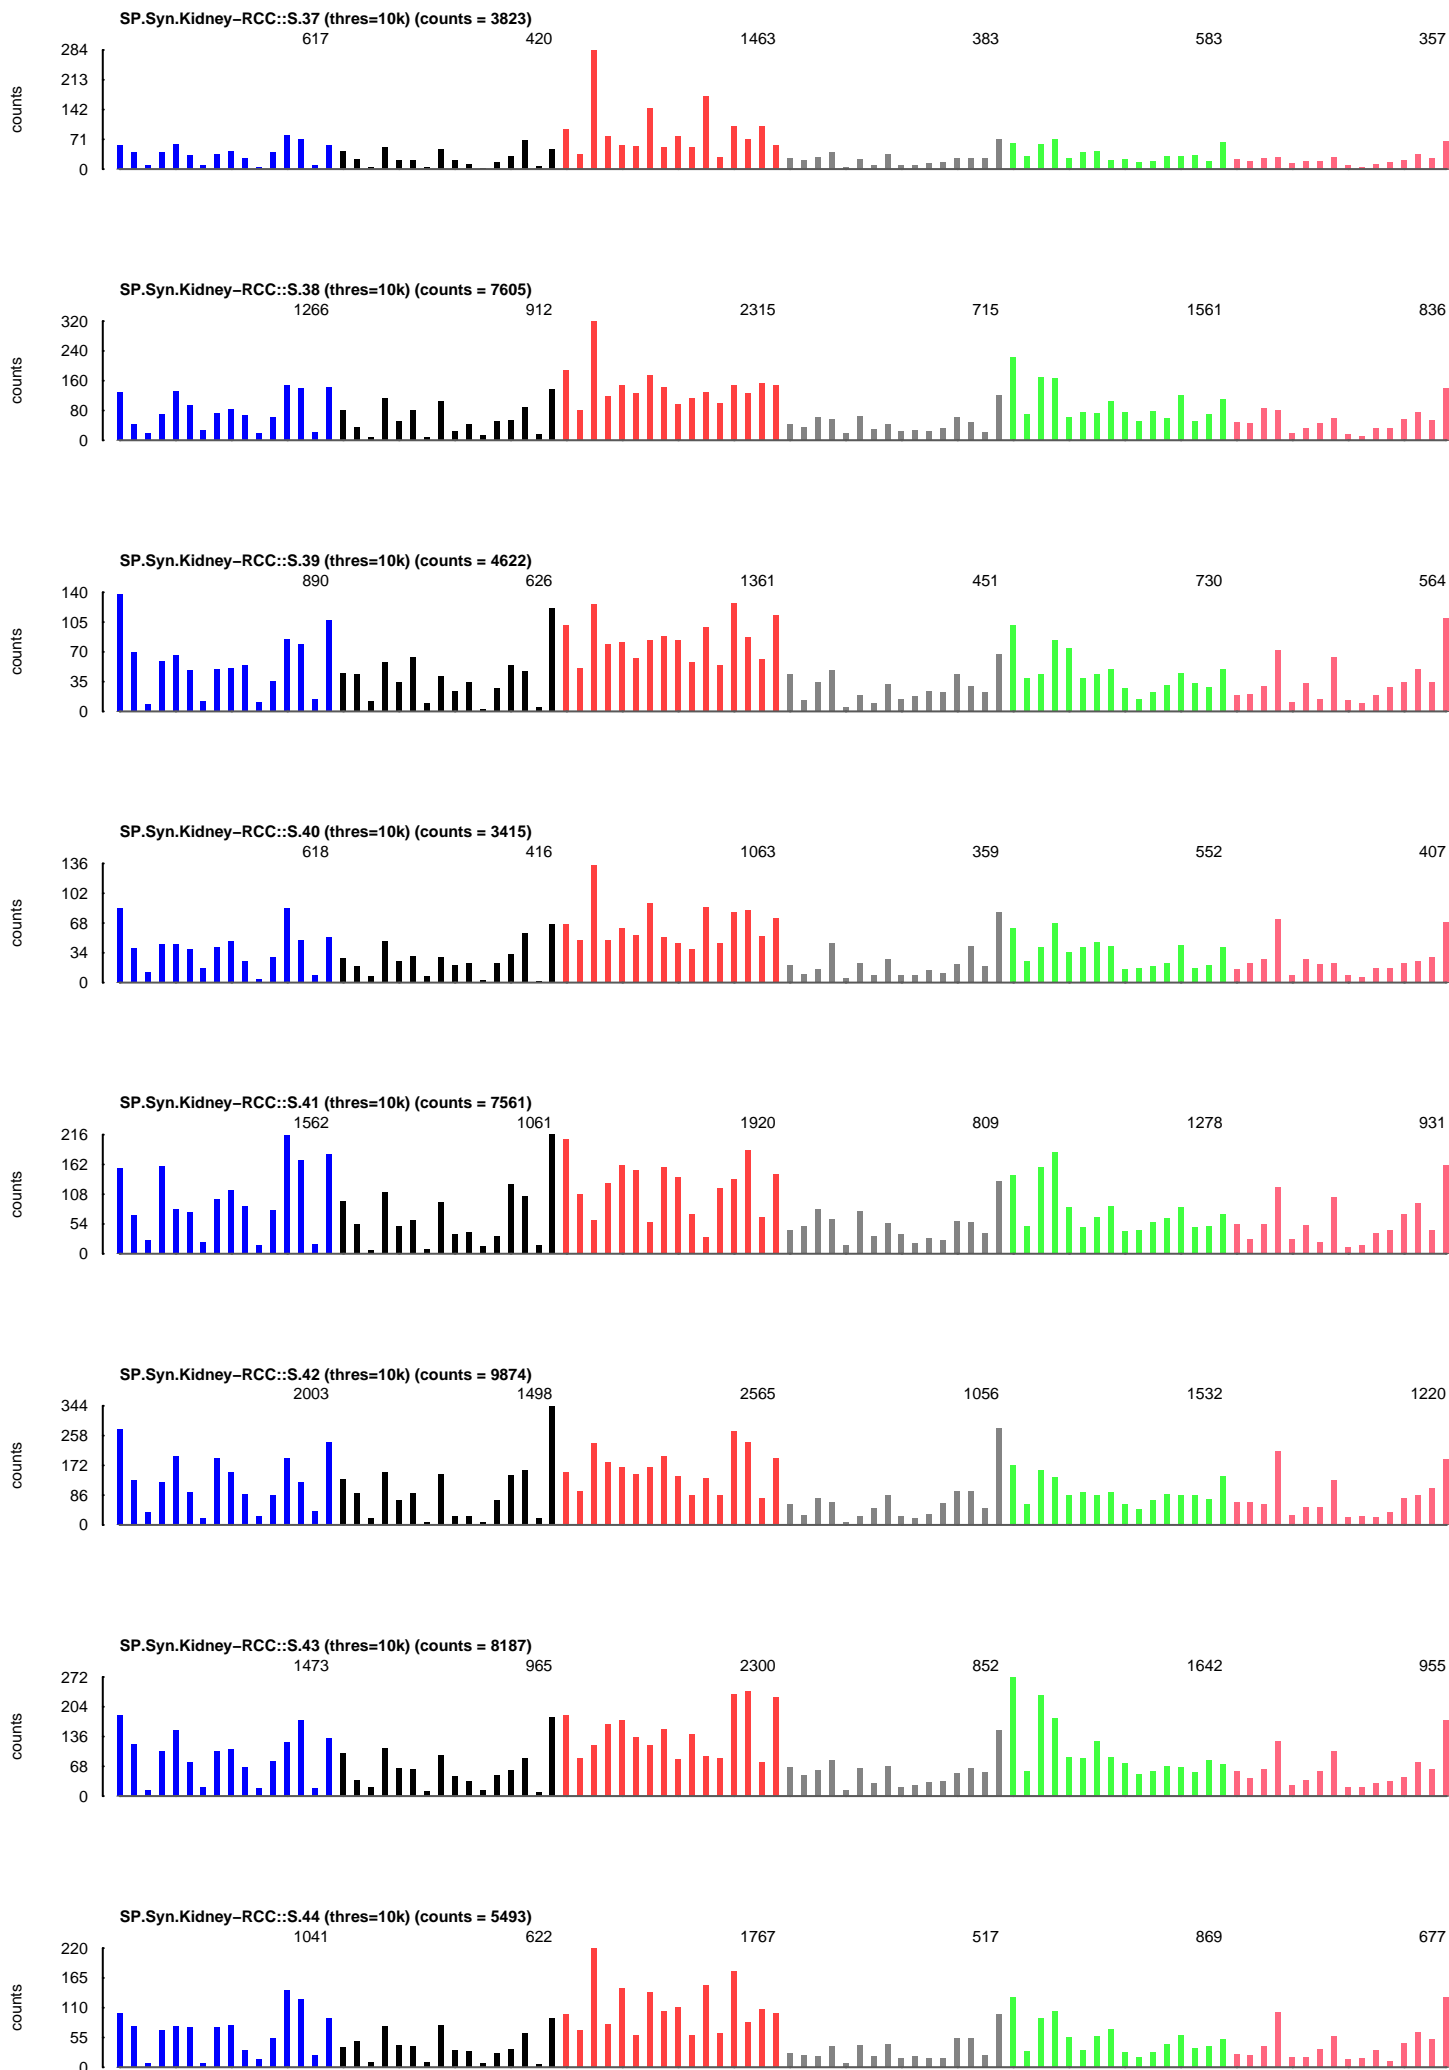 SP.Syn.Kidney−RCC::S.37 (thres=10k) (counts = 3823)
617 420 1463 383 583 357
284
213
142
71
0
counts
SP.Syn.Kidney−RCC::S.38 (thres=10k) (counts = 7605)
1266 912 2315 715 1561 836
320
240
160
80
0
counts
SP.Syn.Kidney−RCC::S.39 (thres=10k) (counts = 4622)
890 626 1361 451 730 564
140
105
70
35
0
counts
SP.Syn.Kidney−RCC::S.40 (thres=10k) (counts = 3415)
618 416 1063 359 552 407
136
102
68
34
0
counts
SP.Syn.Kidney−RCC::S.41 (thres=10k) (counts = 7561)
1562 1061 1920 809 1278 931
216
162
108
54
0
counts
SP.Syn.Kidney−RCC::S.42 (thres=10k) (counts = 9874)
2003 1498 2565 1056 1532 1220
344
258
172
86
0
counts
SP.Syn.Kidney−RCC::S.43 (thres=10k) (counts = 8187)
1473 965 2300 852 1642 955
272
204
136
68
0
counts
SP.Syn.Kidney−RCC::S.44 (thres=10k) (counts = 5493)
1041 622 1767 517 869 677
220
165
110
55
0
counts